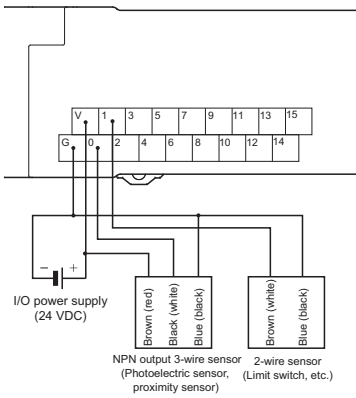 V 1 3 5 7 9 11 13 15
G 0 2 4 6 8 10 12 14
− +
I/O power supply
(24 VDC)
Brown (red)
Black (white)
Blue (black)
Brown (white)
Blue (black)
NPN output 3-wire sensor
(Photoelectric sensor,
proximity sensor)
2-wire sensor
(Limit switch, etc.)